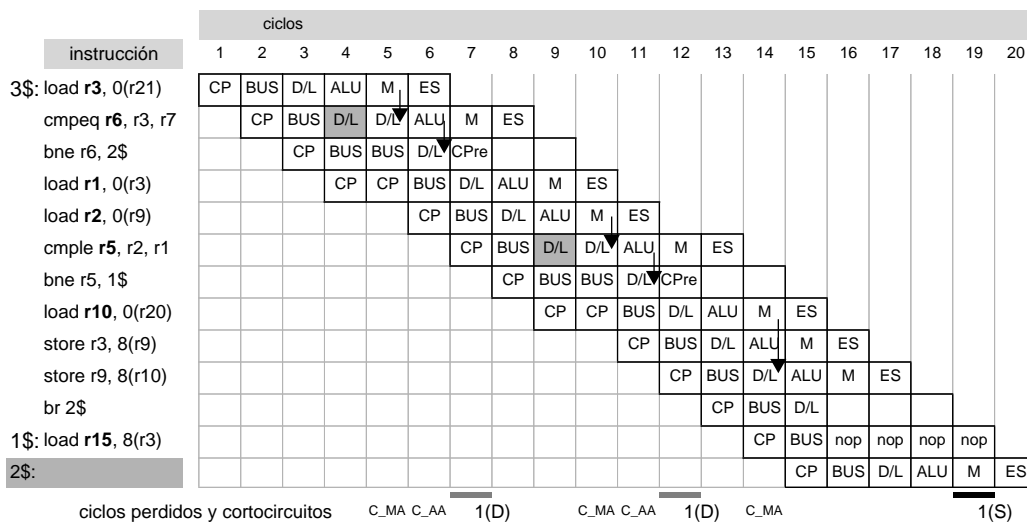 ciclos
instrucción 1 2 3 4 5 6 7 8 9 10 11 12 13 14 15 16 17 18 19 20
3$: load r3, 0(r21) CP BUS D/L ALU M ES
cmpeq r6, r3, r7 CP BUS D/L D/L ALU M ES
bne r6, 2$ CP BUS BUS D/L CPre
load r1, 0(r3) CP CP BUS D/L ALU M ES
load r2, 0(r9) CP BUS D/L ALU M ES
cmple r5, r2, r1 CP BUS D/L D/L ALU M ES
bne r5, 1$ CP BUS BUS D/L CPre
load r10, 0(r20) CP CP BUS D/L ALU M ES
store r3, 8(r9) CP BUS D/L ALU M ES
store r9, 8(r10) CP BUS D/L ALU M ES
br 2$ CP BUS D/L
1$: load r15, 8(r3) CP BUS nop nop nop nop
2$: CP BUS D/L ALU M ES
ciclos perdidos y cortocircuitos C_MA C_AA 1(D) C_MA C_AA 1(D) C_MA 1(S)